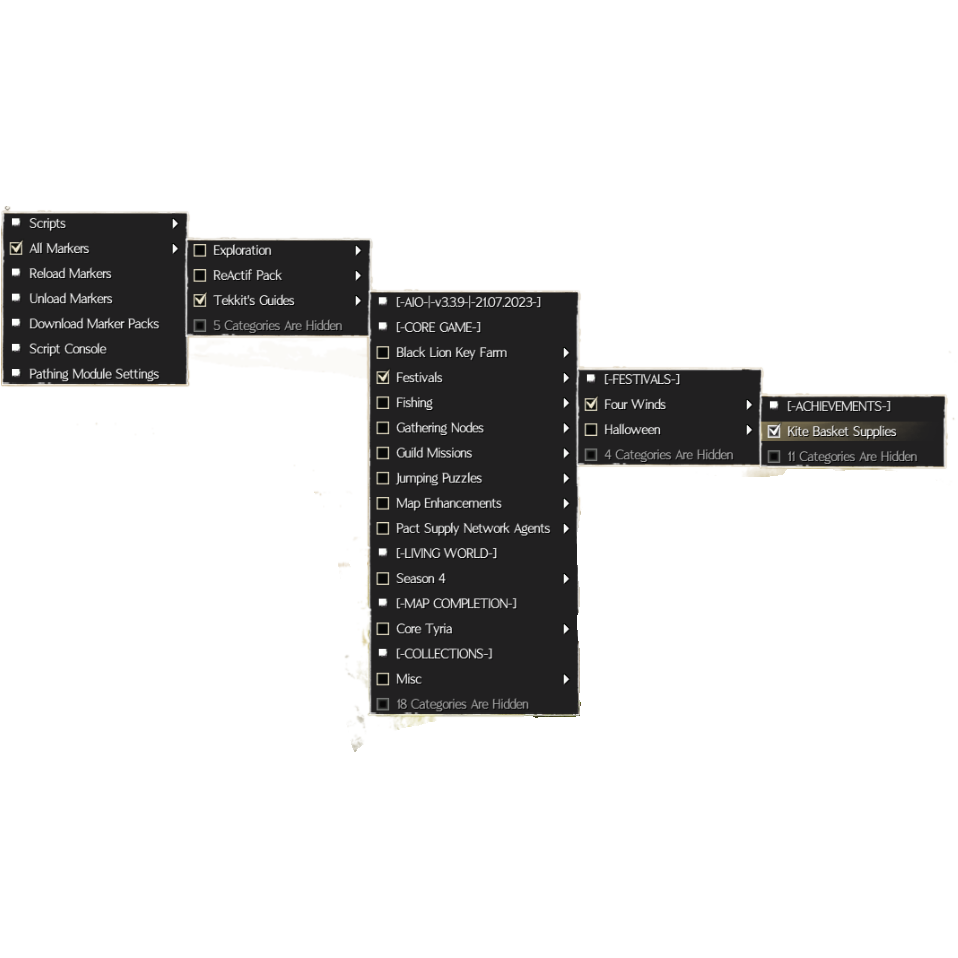 Scripts
All Markers
Reload Markers
Unload Markers
Download Marker Packs
Script Console
Pathing Module Settings
Exploration
ReActif Pack
Tekkit's Guides
5 Categories Are Hidden
[-AIO-|-v3.3.9-|-21.07.2023-]
[-CORE GAME-]
Black Lion Key Farm
Festivals
Fishing
Gathering Nodes
Guild Missions
Jumping Puzzles
Map Enhancements
Pact Supply Network Agents
[-LIVING WORLD-]
Season 4
[-MAP COMPLETION-]
Core Tyria
[-COLLECTIONS-]
Misc
18 Categories Are Hidden
[-FESTIVALS-]
Four Winds
Halloween
4 Categories Are Hidden
[-ACHIEVEMENTS-]
Kite Basket Supplies
11 Categories Are Hidden